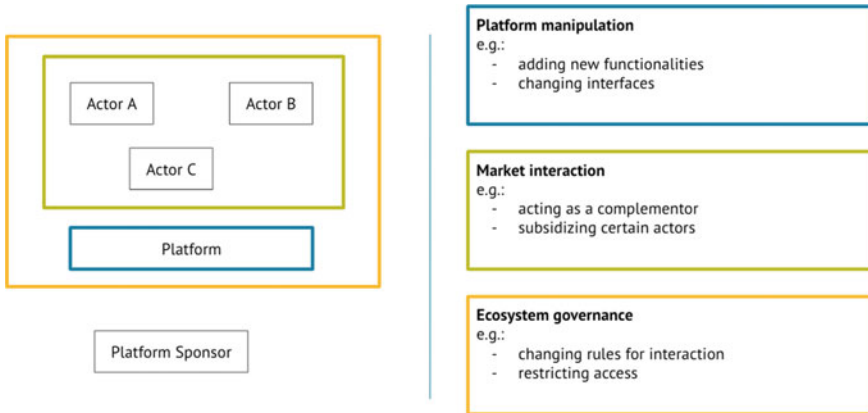 Actor A
Actor B
Actor C
Platform
Platform Sponsor
Platform manipulation
e.g.:
- adding new functionalities
- changing interfaces
Market interaction
e.g.:
- acting as a complementor
- subsidizing certain actors
Ecosystem governance
e.g.:
- changing rules for interaction
- restricting access